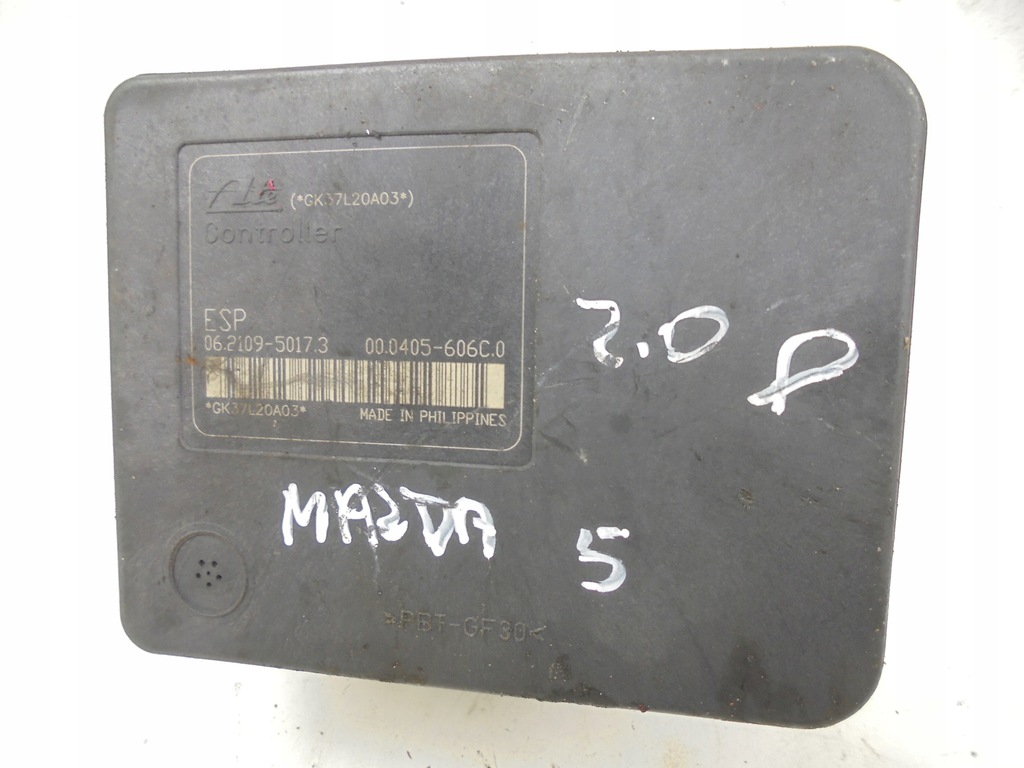 Ate (*GK37L20A03*)
Controller
ESP
06.2109-5017.3 00.0405-606C.0
*GK37L20A03* MADE IN PHILIPPINES
2.0 D
MAZDA 5
>PBT-GF30<